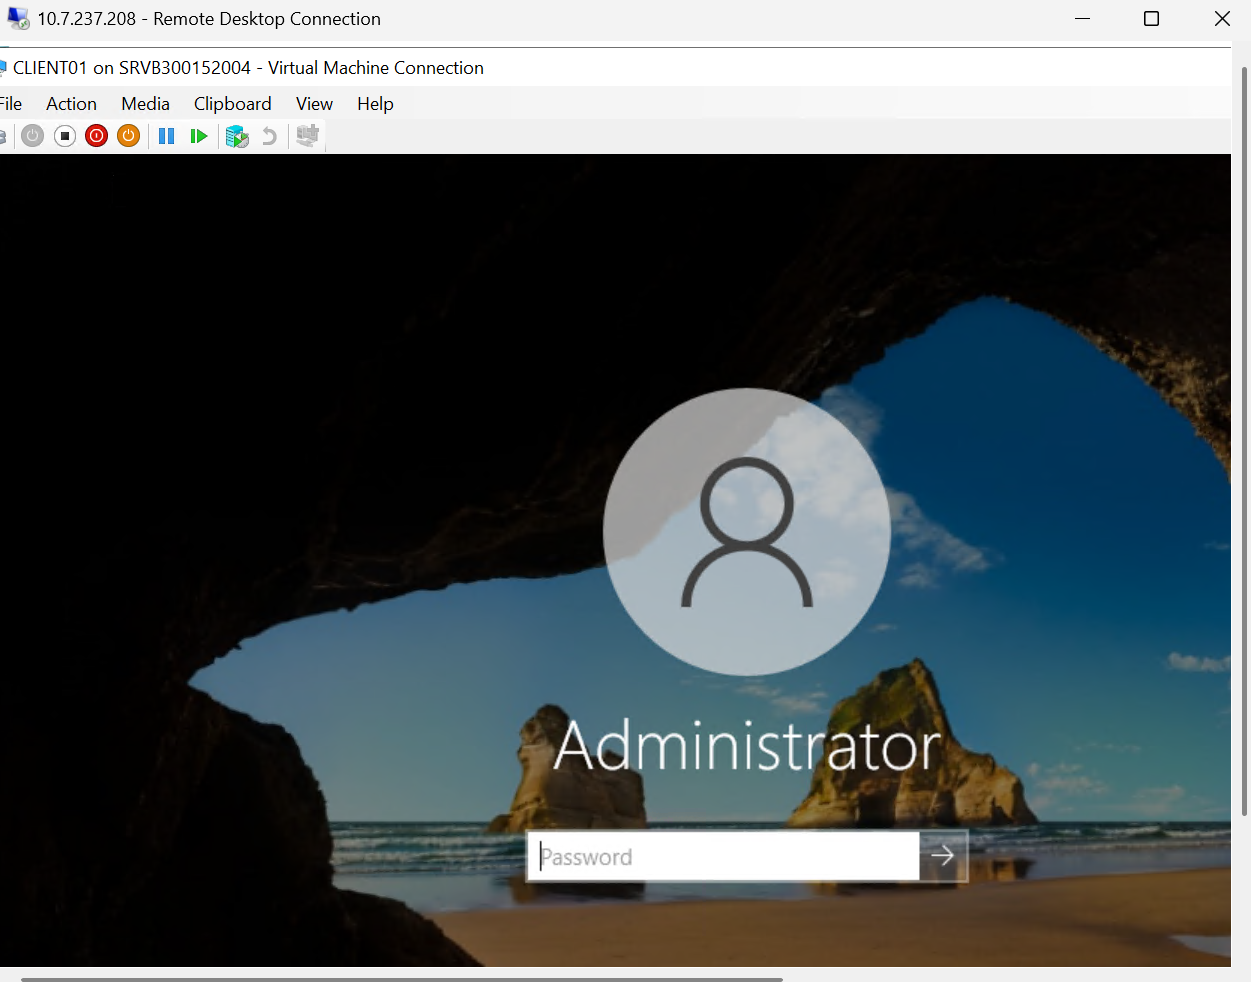 10.7.237.208 - Remote Desktop Connection
CLIENT01 on SRVB300152004 - Virtual Machine Connection
File Action Media Clipboard View Help
Administrator
Password